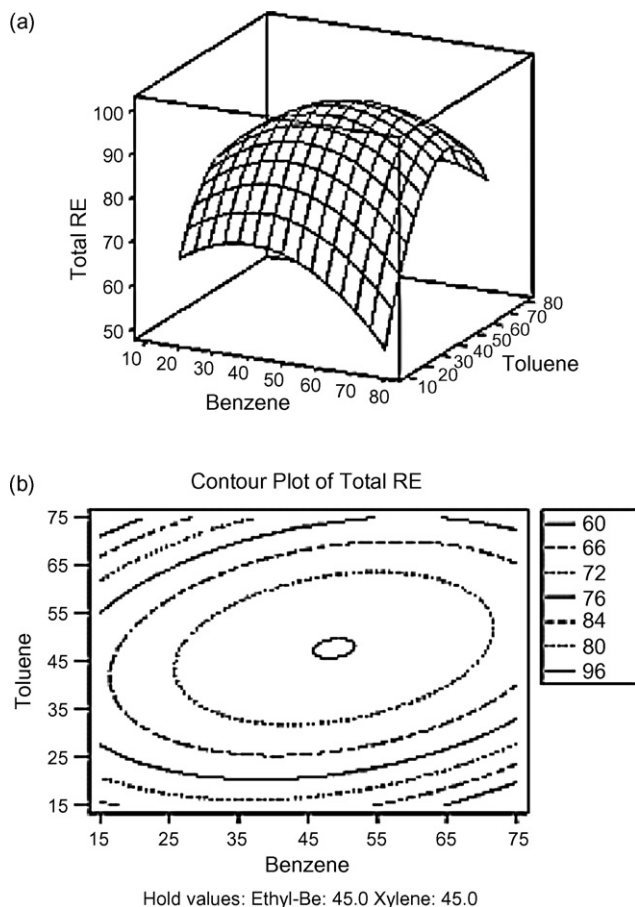 (a)
100
90
80
70
60
50
Total RE
10 20 30 40 50 60 70 80
Benzene
10 20 30 40 50 60 70 80
Toluene
(b)
Contour Plot of Total RE
75
65
55
45
35
25
15
Toluene
15 25 35 45 55 65 75
Benzene
60
66
72
76
84
80
96
Hold values: Ethyl-Be: 45.0 Xylene: 45.0